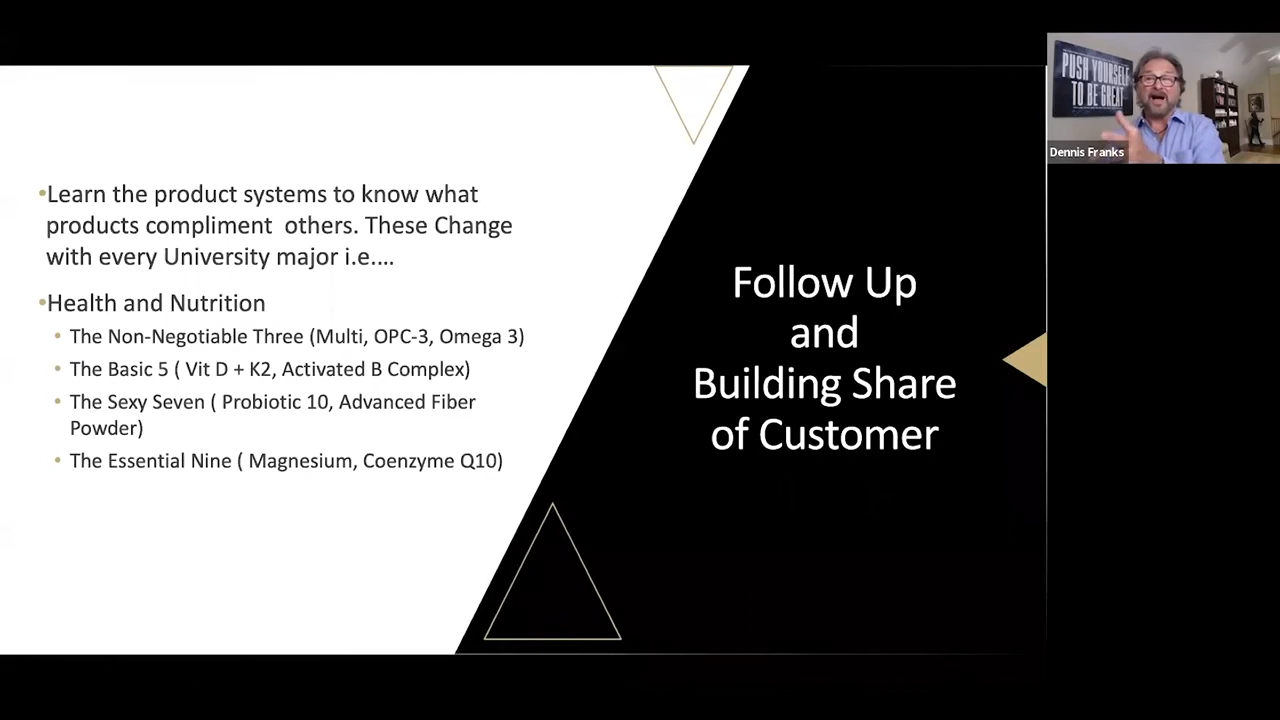 •Learn the product systems to know what
products compliment others. These Change
with every University major i.e.…
•Health and Nutrition
• The Non-Negotiable Three (Multi, OPC-3, Omega 3)
• The Basic 5 ( Vit D + K2, Activated B Complex)
• The Sexy Seven ( Probiotic 10, Advanced Fiber
Powder)
• The Essential Nine ( Magnesium, Coenzyme Q10)
Follow Up
and
Building Share
of Customer
PUSH YOURSELF
TO BE GREAT
Dennis Franks